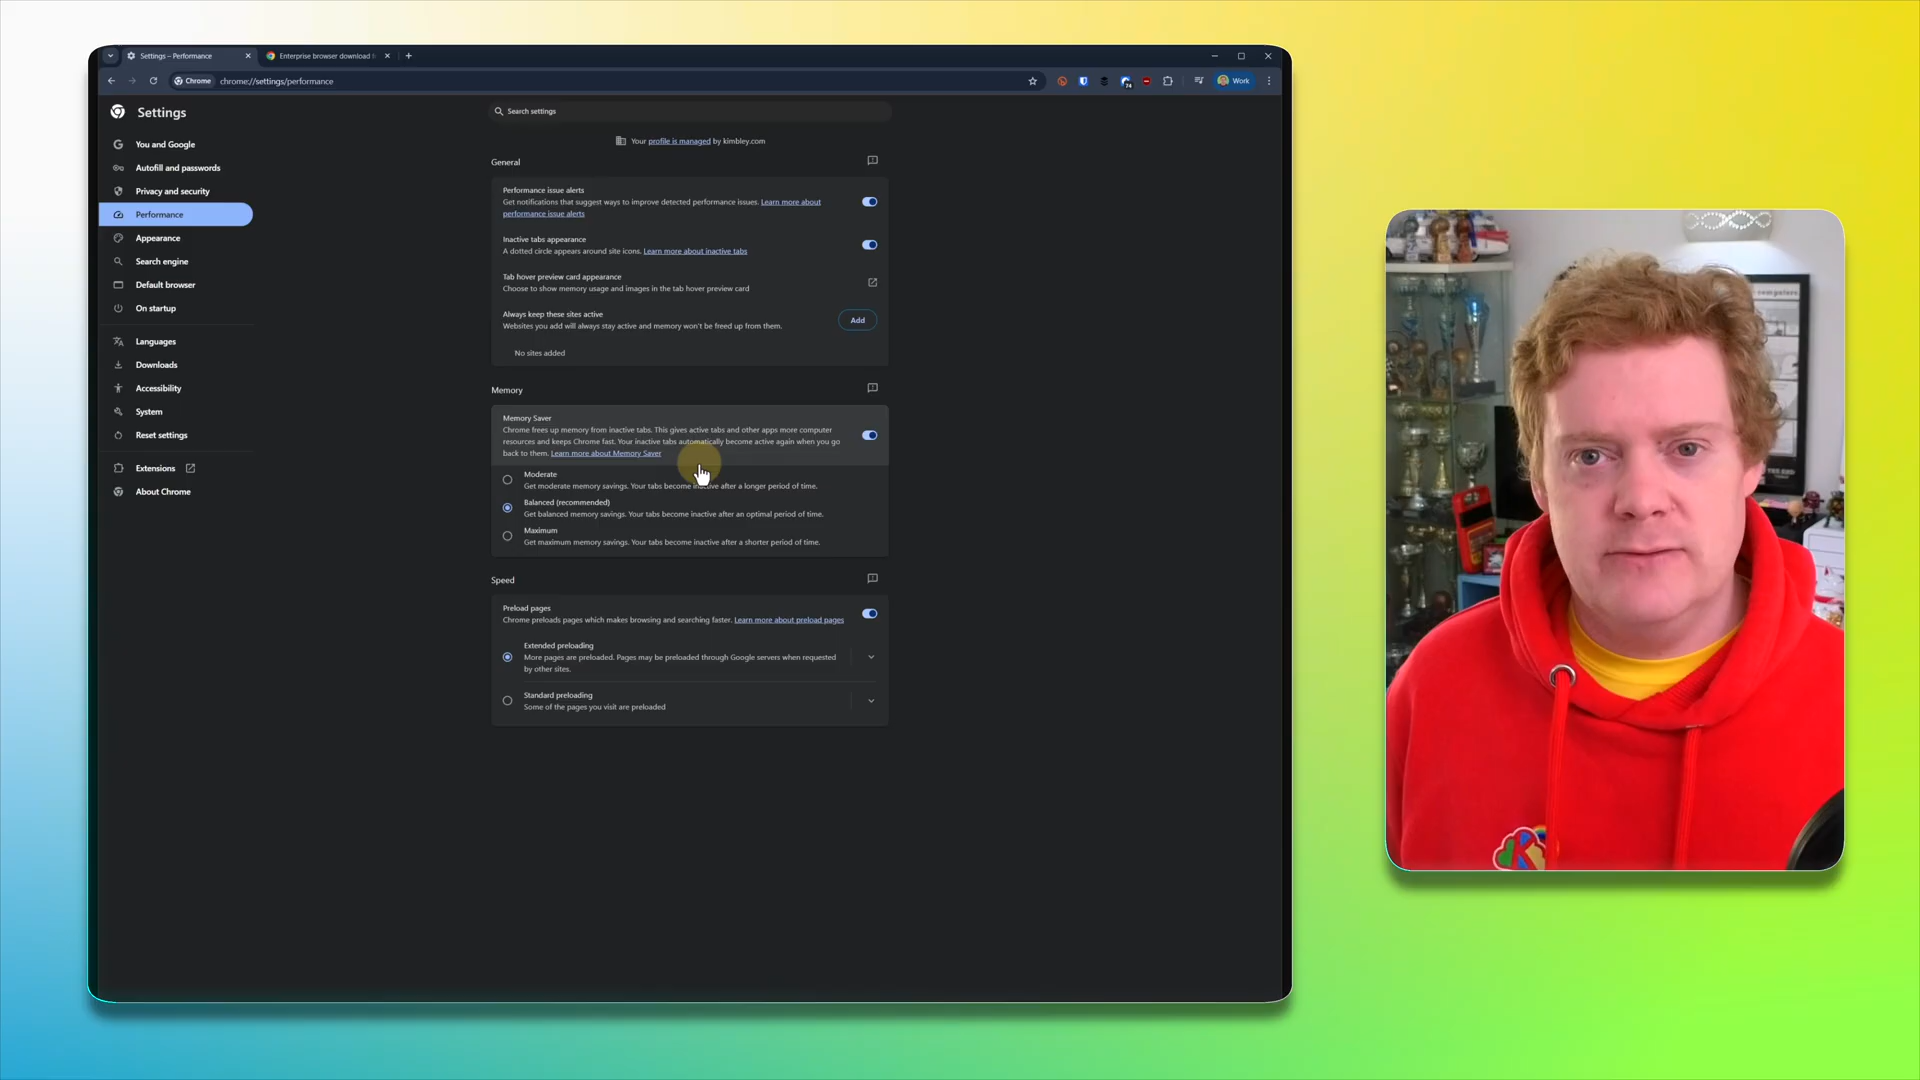 Settings – Performance
Enterprise browser download
Chrome
chrome://settings/performance
74
Work
Settings
Search settings
Your profile is managed by kimbley.com
You and Google
Autofill and passwords
Privacy and security
Performance
Appearance
Search engine
Default browser
On startup
Languages
Downloads
Accessibility
System
Reset settings
Extensions
About Chrome
General
Performance issue alerts
Get notifications that suggest ways to improve detected performance issues. Learn more about
performance issue alerts
Inactive tabs appearance
A dotted circle appears around site icons. Learn more about inactive tabs
Tab hover preview card appearance
Choose to show memory usage and images in the tab hover preview card
Always keep these sites active
Websites you add will always stay active and memory won't be freed up from them.
Add
No sites added
Memory
Memory Saver
Chrome frees up memory from inactive tabs. This gives active tabs and other apps more computer
resources and keeps Chrome fast. Your inactive tabs automatically become active again when you go
back to them. Learn more about Memory Saver
Moderate
Get moderate memory savings. Your tabs become inactive after a longer period of time.
Balanced (recommended)
Get balanced memory savings. Your tabs become inactive after an optimal period of time.
Maximum
Get maximum memory savings. Your tabs become inactive after a shorter period of time.
Speed
Preload pages
Chrome preloads pages which makes browsing and searching faster. Learn more about preload pages
Extended preloading
More pages are preloaded. Pages may be preloaded through Google servers when requested
by other sites.
Standard preloading
Some of the pages you visit are preloaded
computers.
THE END